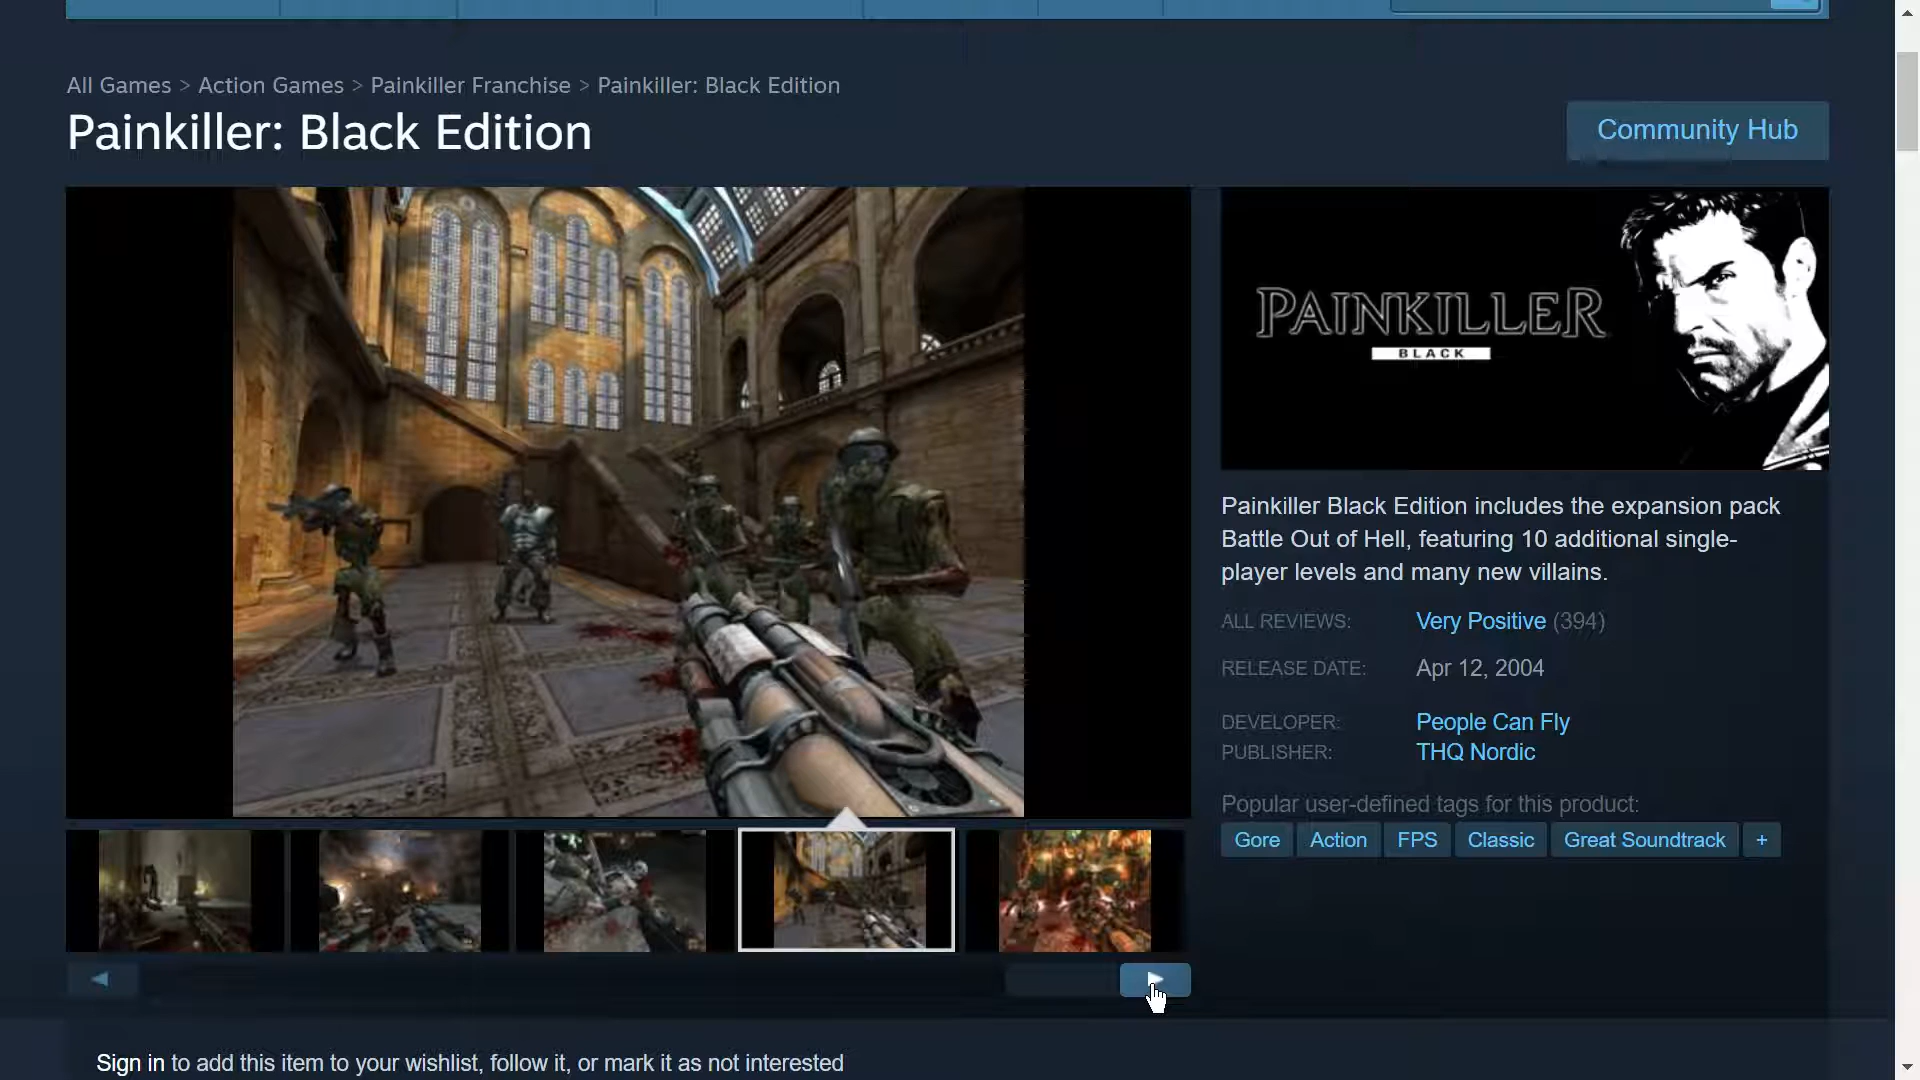 All Games > Action Games > Painkiller Franchise > Painkiller: Black Edition
Painkiller: Black Edition
Community Hub
PAINKILLER
BLACK
Painkiller Black Edition includes the expansion pack
Battle Out of Hell, featuring 10 additional single-
player levels and many new villains.
ALL REVIEWS: Very Positive (394)
RELEASE DATE: Apr 12, 2004
DEVELOPER: People Can Fly
PUBLISHER: THQ Nordic
Popular user-defined tags for this product:
Gore Action FPS Classic Great Soundtrack +
Sign in to add this item to your wishlist, follow it, or mark it as not interested